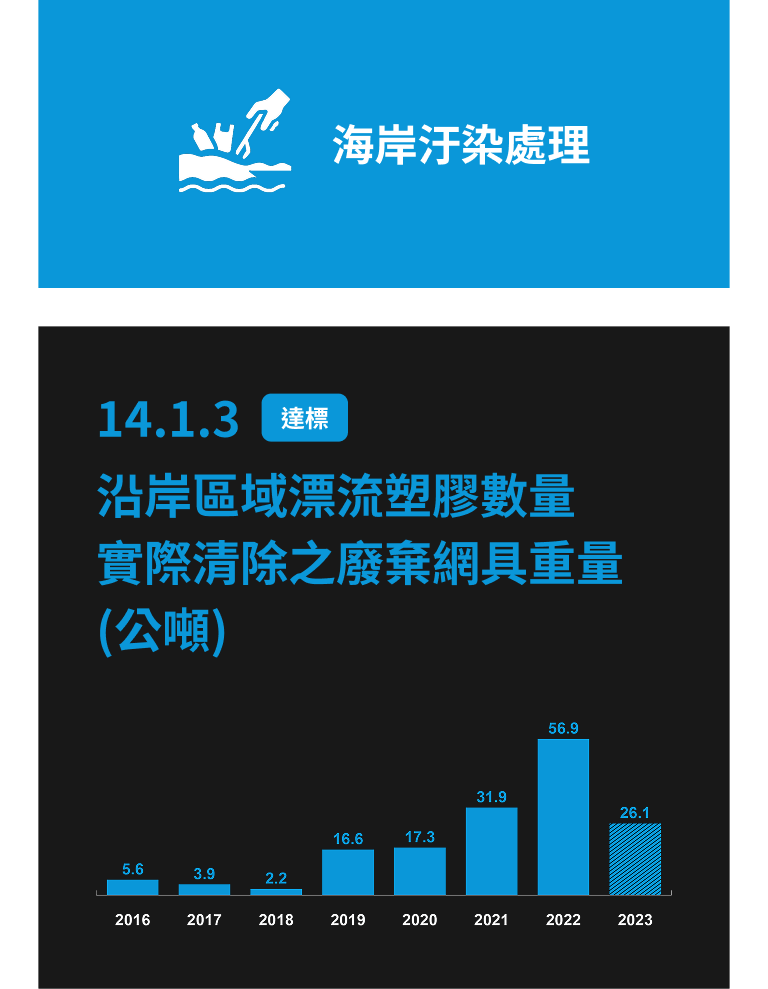 海岸汙染處理
14.1.3 達標
沿岸區域漂流塑膠數量
實際清除之廢棄網具重量
(公噸)
56.9
31.9
26.1
16.6 17.3
5.6 3.9 2.2
2016 2017 2018 2019 2020 2021 2022 2023